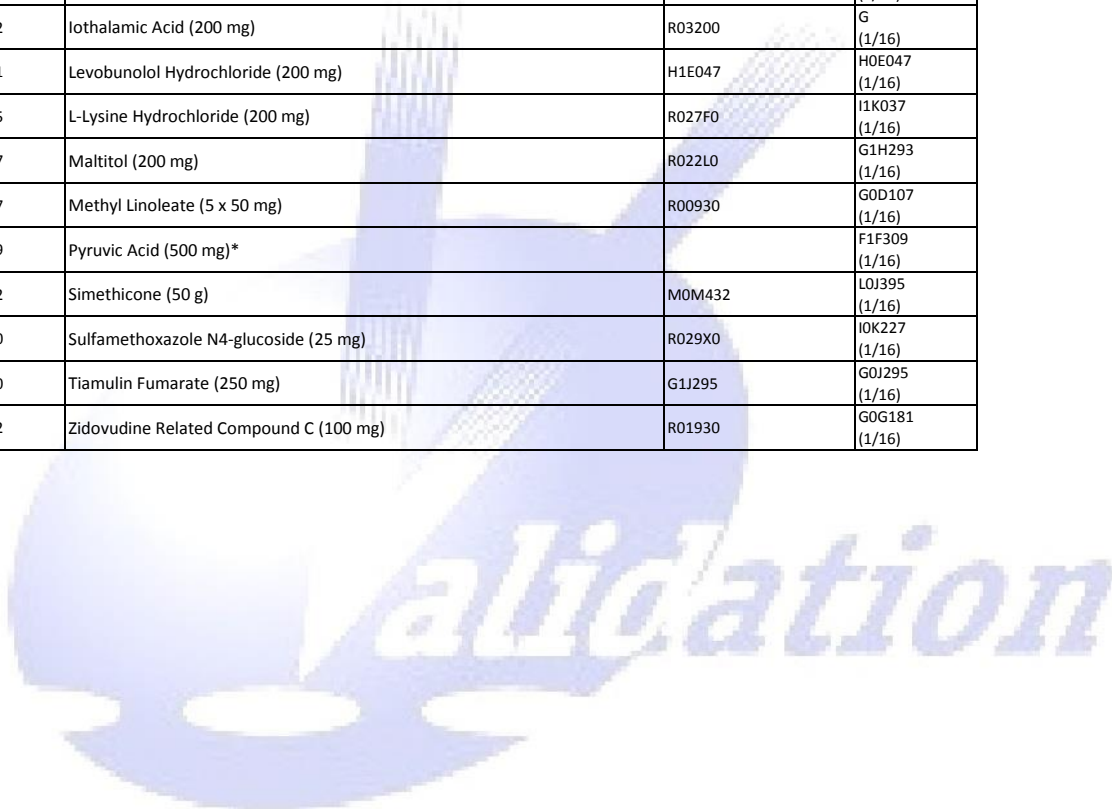 2 Iothalamic Acid (200 mg) R03200 G
(1/16)
1 Levobunolol Hydrochloride (200 mg) H1E047 H0E047
(1/16)
L-Lysine Hydrochloride (200 mg) R027F0 I1K037
(1/16)
7 Maltitol (200 mg) R022L0 G1H293
(1/16)
7 Methyl Linoleate (5 x 50 mg) R00930 G0D107
(1/16)
9 Pyruvic Acid (500 mg)* F1F309
(1/16)
2 Simethicone (50 g) M0M432 L0J395
(1/16)
0 Sulfamethoxazole N4-glucoside (25 mg) R029X0 I0K227
(1/16)
0 Tiamulin Fumarate (250 mg) G1J295 G0J295
(1/16)
2 Zidovudine Related Compound C (100 mg) R01930 G0G181
(1/16)
Validation